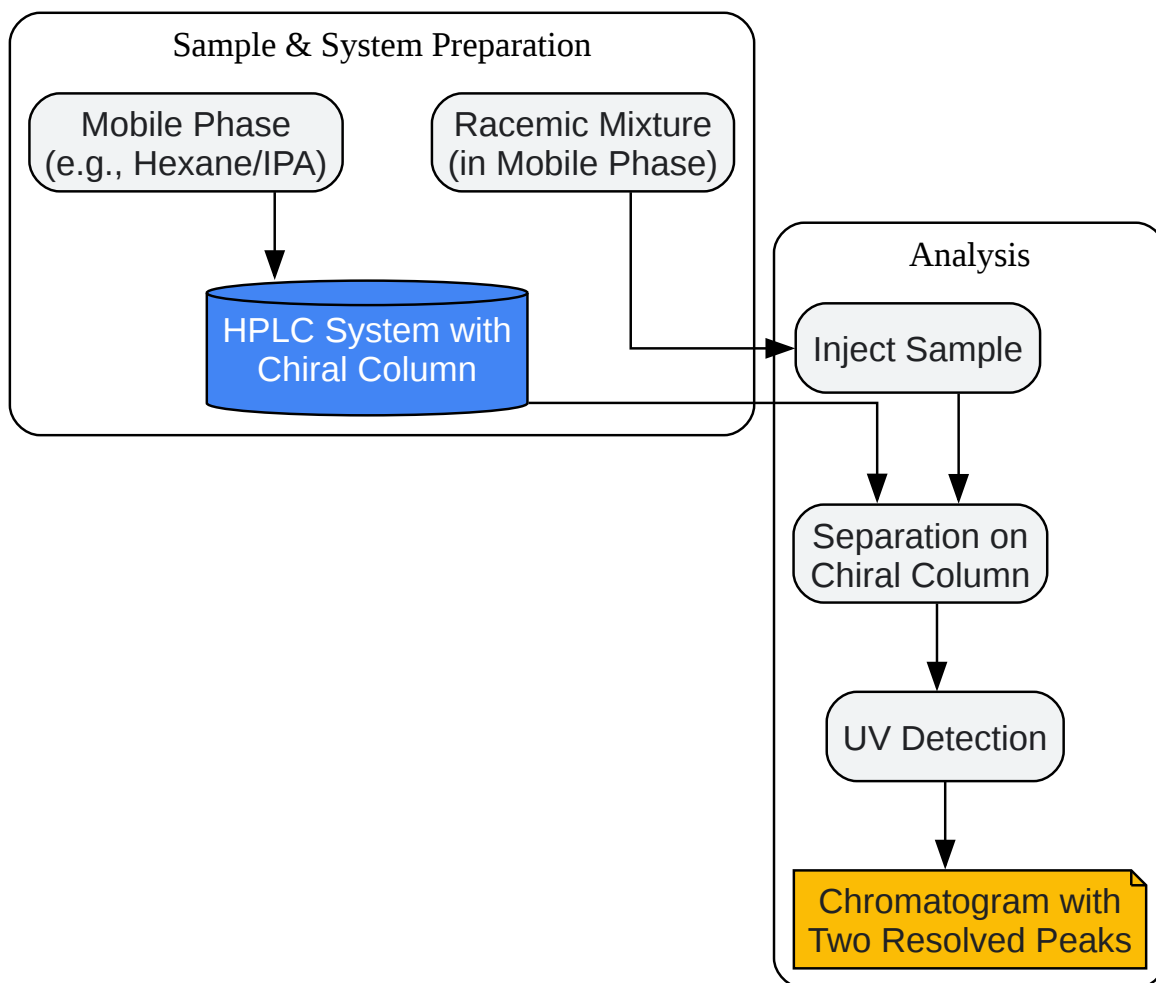 Sample & System Preparation
Mobile Phase
(e.g., Hexane/IPA)
Racemic Mixture
(in Mobile Phase)
HPLC System with
Chiral Column
Analysis
Inject Sample
Separation on
Chiral Column
UV Detection
Chromatogram with
Two Resolved Peaks